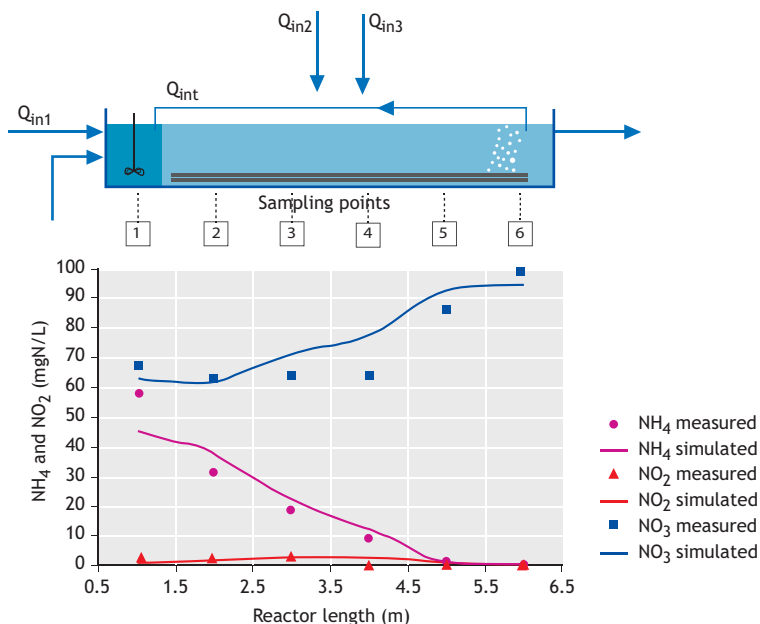 Q_in2 Q_in3
Q_int
Q_in1
Sampling points
1 2 3 4 5 6
100
90
80
70
60
50
40
30
20
10
0
NH₄ and NO₂ (mgN/L)
0.5 1.5 2.5 3.5 4.5 5.5 6.5
Reactor length (m)
NH₄ measured
NH₄ simulated
NO₂ measured
NO₂ simulated
NO₃ measured
NO₃ simulated